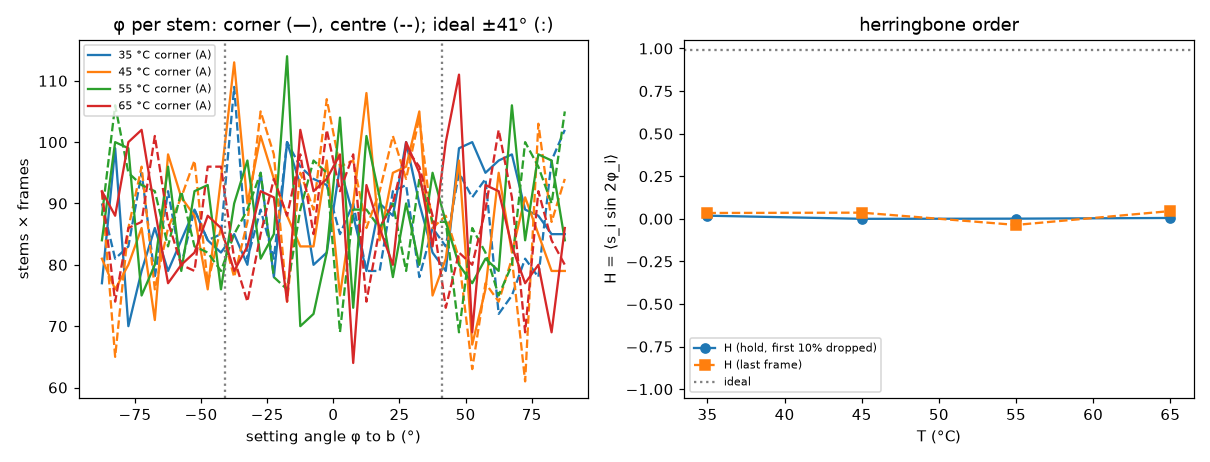 φ per stem: corner (—), centre (--); ideal ±41° (:)
35 °C corner (A)
45 °C corner (A)
55 °C corner (A)
65 °C corner (A)
stems × frames
110
100
90
80
70
60
−75
−50
−25
0
25
50
75
setting angle φ to b (°)
herringbone order
H = ⟨s_i sin 2φ_i⟩
1.00
0.75
0.50
0.25
0.00
−0.25
−0.50
−0.75
−1.00
H (hold, first 10% dropped)
H (last frame)
ideal
35
40
45
50
55
60
65
T (°C)